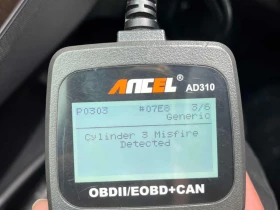 ANCEL
AD310
P0303 #07E8 3/6
Generic
Cylinder 3 Misfire
Detected
OBDII/EOBD+CAN